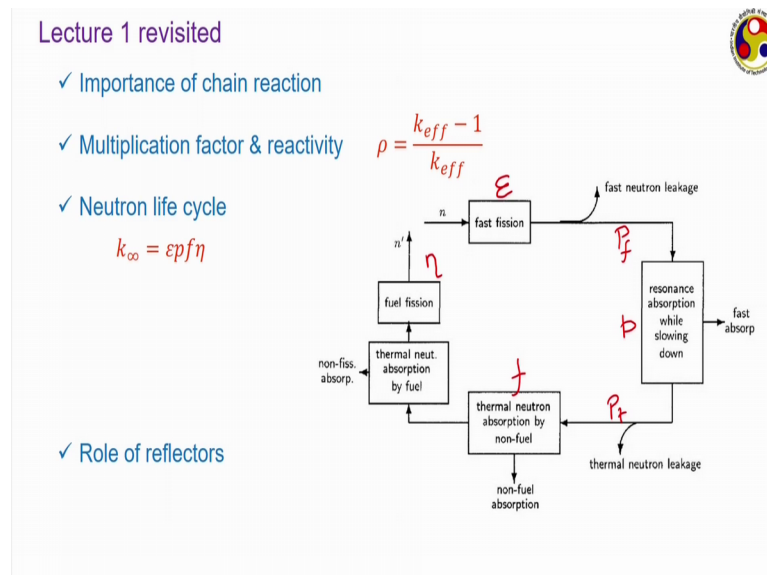 Lecture 1 revisited
✓ Importance of chain reaction
✓ Multiplication factor & reactivity
ρ = (k_eff − 1) / k_eff
✓ Neutron life cycle
k_∞ = εpfη
✓ Role of reflectors
ε
n
fast fission
fast neutron leakage
P_f
resonance
absorption
while
slowing
down
p
fast
absorp
P_t
thermal neutron leakage
f
thermal neutron
absorption by
non-fuel
non-fuel
absorption
thermal neut.
absorption
by fuel
non-fiss.
absorp.
fuel fission
η
n'